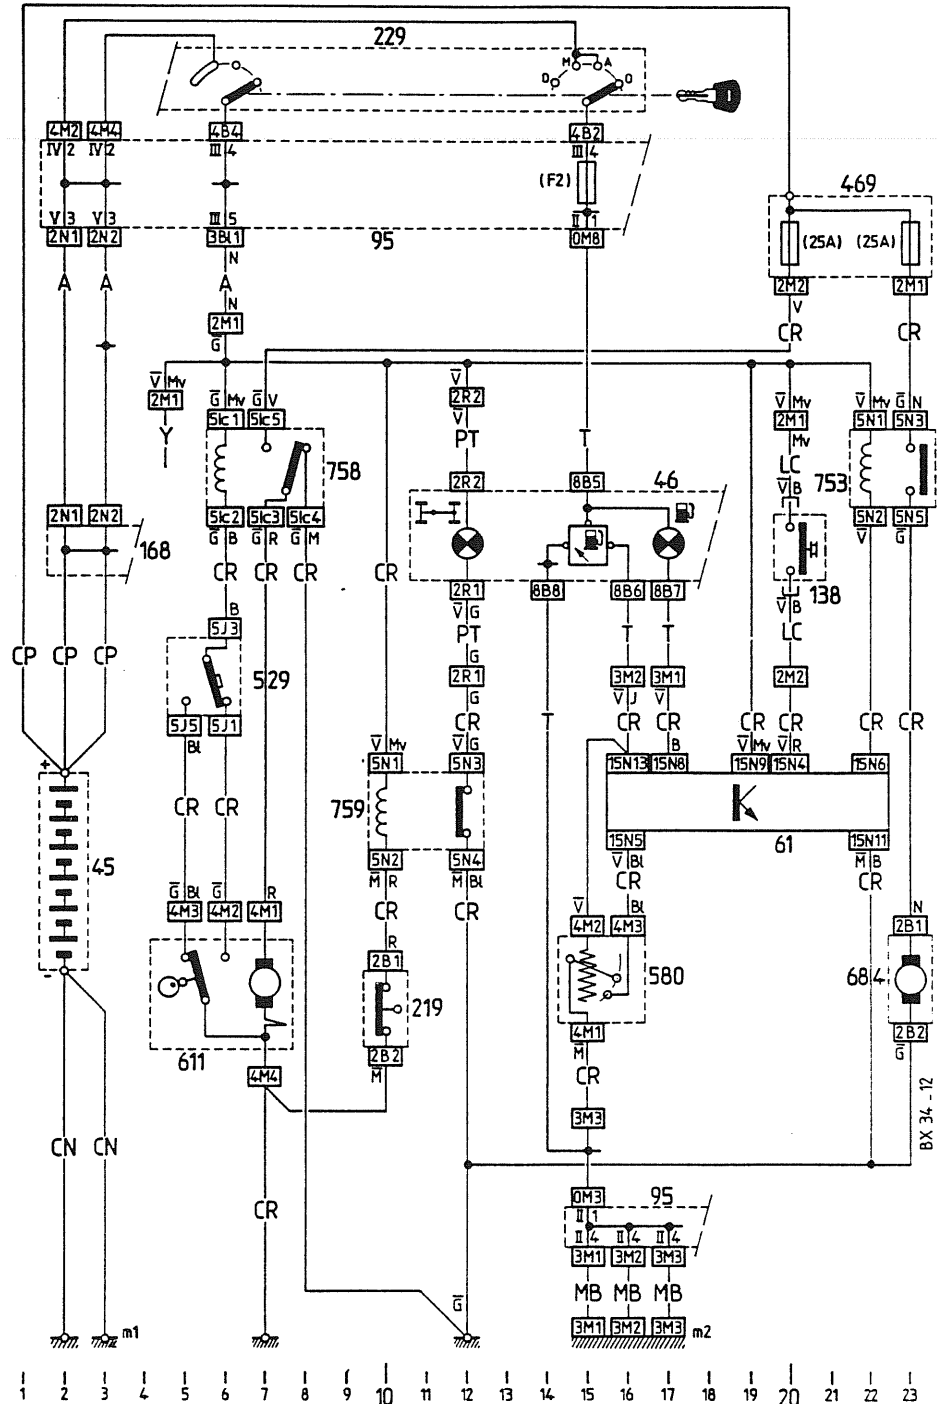 229
M A
D O
4M2 4M4 4B4 4B2
IV 2 IV 2 III 4 III 4
(F2)
469
V 3 V 3 III 5 II 1
2N1 2N2 3Bl1 95 0M8
(25A) (25A)
N
2M2 2M1
A A A
V
N
CR CR
2M1
G̅
V̅ Mv G̅ Mv G̅ V V̅ V̅ Mv V̅ Mv G̅ N
2M1 2R2 2M1 5N1 5N3
5Ic1 5Ic5 V̅ Mv
Y PT T LC
758 753
2N1 2N2 2R2 8B5 46 V̅ B
5Ic2 5Ic3 5Ic4 5N2 5N5
G̅ B G̅ R G̅ M V̅ G̅
168
CR CR CR CR
2R1 8B8 8B6 8B7 138
V̅ G V̅ B
B
5J3 PT T T LC
CP CP CP G
529 2R1 3M2 3M1 2M2
G V̅ J V̅
5J5 5J1 CR T CR CR CR CR CR CR
Bl V̅ Mv V̅ G B V̅ Mv V̅ R
+ 5N1 5N3 15N13 15N8 15N9 15N4 15N6
CR CR 759
61
45 15N5 15N11
5N2 5N4 V̅ Bl M̅ B
M̅ R M̅ Bl CR CR
G̅ Bl G̅ R CR CR V̅ Bl N
4M3 4M2 4M1 4M2 4M3 2B1
R
2B1
-
219 580 684
611 4M1 2B2
2B2 M̅ G̅
4M4 M̅ CR
3M3
BX 34-12
CN CN
0M3 95
CR II 1
II 4 II 4 II 4
3M1 3M2 3M3
G̅ MB MB MB
m1 3M1 3M2 3M3 m2
1 2 3 4 5 6 7 8 9 10 11 12 13 14 15 16 17 18 19 20 21 22 23